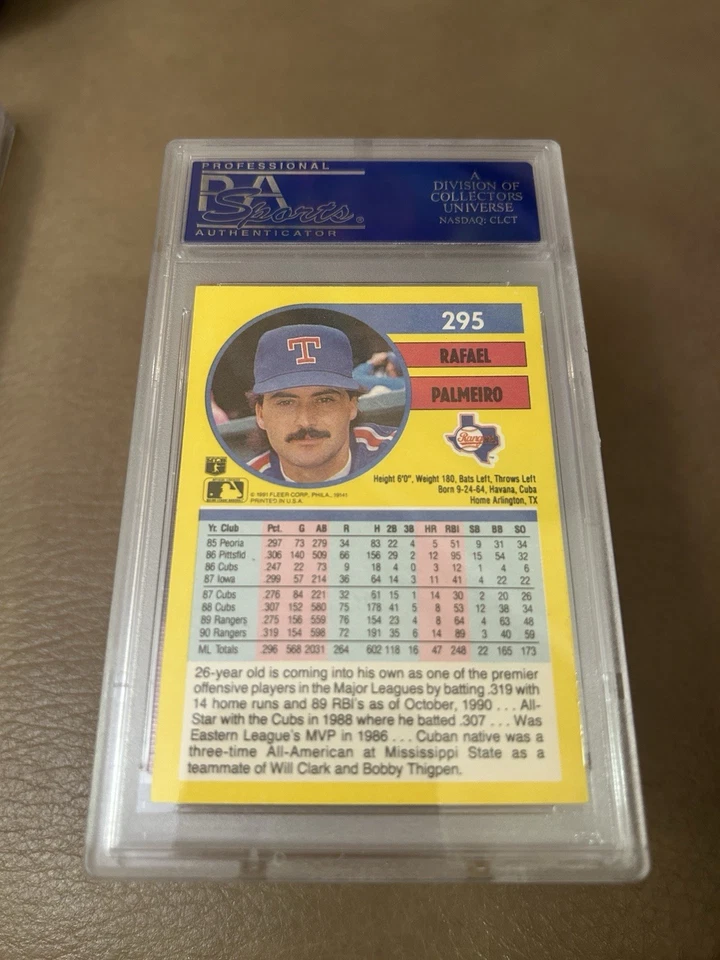 PROFESSIONAL
PSA
Sports®
AUTHENTICATOR
A
DIVISION OF
COLLECTORS
UNIVERSE
NASDAQ: CLCT
T
295
RAFAEL
PALMEIRO
Rangers
Height 6'0", Weight 180, Bats Left, Throws Left
Born 9-24-64, Havana, Cuba
Home Arlington, TX
© 1991 FLEER CORP., PHILA., 19141
PRINTED IN U.S.A.
Yr. Club Pct. G AB R H 2B 3B HR RBI SB BB SO
85 Peoria .297 73 279 34 83 22 4 5 51 9 31 34
86 Pittsfld .306 140 509 66 156 29 2 12 95 15 54 32
86 Cubs .247 22 73 9 18 4 0 3 12 1 4 6
87 Iowa .299 57 214 36 64 14 3 11 41 4 22 22
87 Cubs .276 84 221 32 61 15 1 14 30 2 20 26
88 Cubs .307 152 580 75 178 41 5 8 53 12 38 34
89 Rangers .275 156 559 76 154 23 4 8 64 4 63 48
90 Rangers .319 154 598 72 191 35 6 14 89 3 40 59
ML Totals .296 568 2031 264 602 118 16 47 248 22 165 173
26-year old is coming into his own as one of the premier
offensive players in the Major Leagues by batting .319 with
14 home runs and 89 RBI's as of October, 1990 . . . All-
Star with the Cubs in 1988 where he batted .307 . . . Was
Eastern League's MVP in 1986 . . . Cuban native was a
three-time All-American at Mississippi State as a
teammate of Will Clark and Bobby Thigpen.